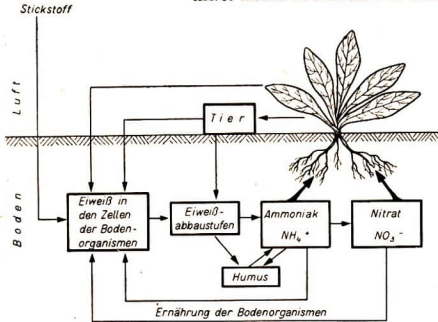 Stickstoff
Luft
Tier
Boden
Eiweiß in
den Zellen
der Boden-
organismen
Eiweiß-
abbaustufen
Ammoniak
NH₄⁺
Nitrat
NO₃⁻
Humus
Ernährung der Bodenorganismen